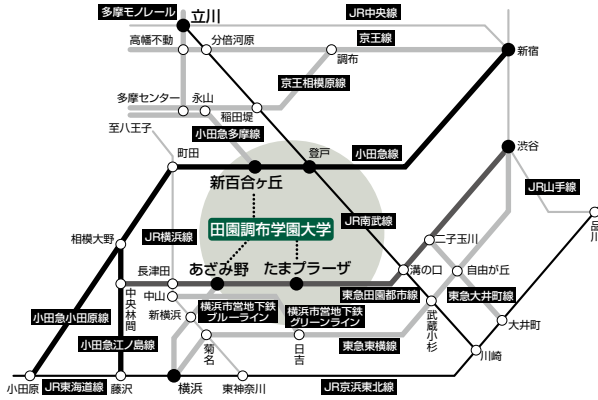 多摩モノレール
立川
JR中央線
高幡不動
分倍河原
京王線
調布
新宿
京王相模原線
多摩センター
永山
稲田堤
至八王子
小田急多摩線
町田
登戸
小田急線
渋谷
新百合ヶ丘
JR山手線
田園調布学園大学
JR南武線
品川
相模大野
JR横浜線
二子玉川
長津田
あざみ野
たまプラーザ
溝の口
自由が丘
中央林間
中山
東急田園都市線
東急大井町線
小田急小田原線
新横浜
横浜市営地下鉄
ブルーライン
横浜市営地下鉄
グリーンライン
武蔵小杉
大井町
小田急江ノ島線
菊名
日吉
東急東横線
川崎
小田原
JR東海道線
藤沢
横浜
東神奈川
JR京浜東北線